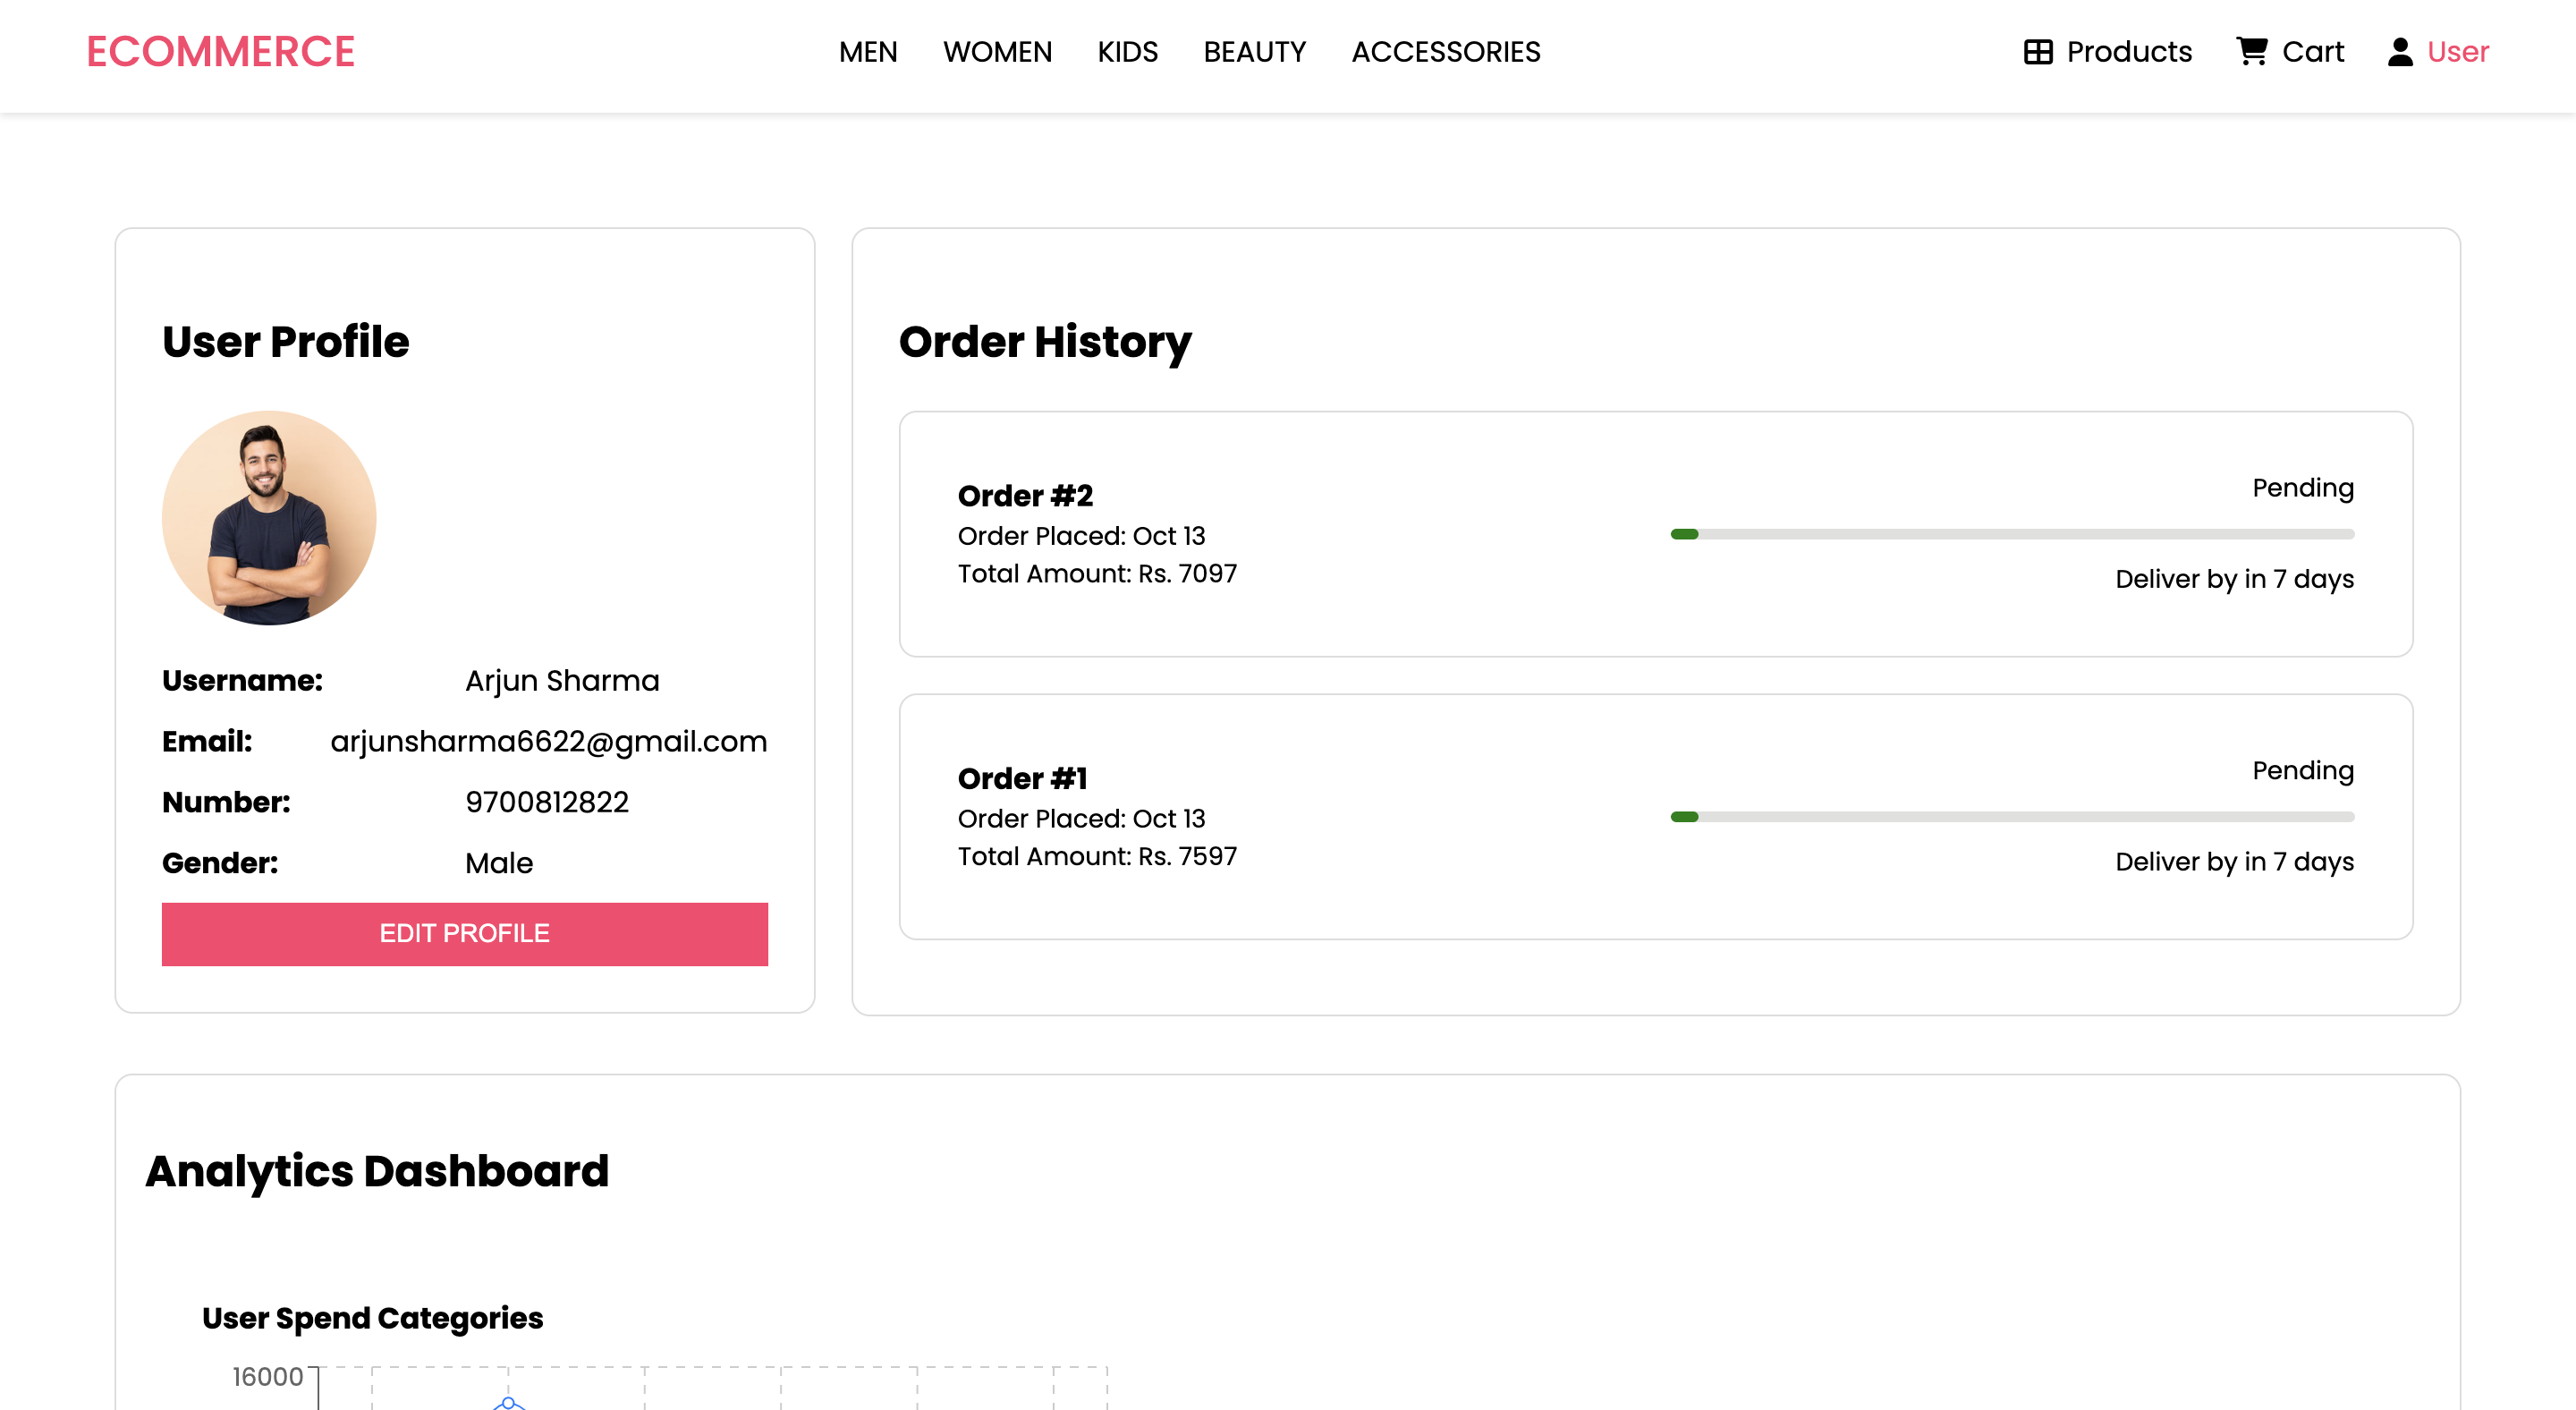 ECOMMERCE
MEN WOMEN KIDS BEAUTY ACCESSORIES
Products Cart User
User Profile
Username: Arjun Sharma
Email: arjunsharma6622@gmail.com
Number: 9700812822
Gender: Male
EDIT PROFILE
Order History
Order #2
Order Placed: Oct 13
Total Amount: Rs. 7097
Pending
Deliver by in 7 days
Order #1
Order Placed: Oct 13
Total Amount: Rs. 7597
Pending
Deliver by in 7 days
Analytics Dashboard
User Spend Categories
16000